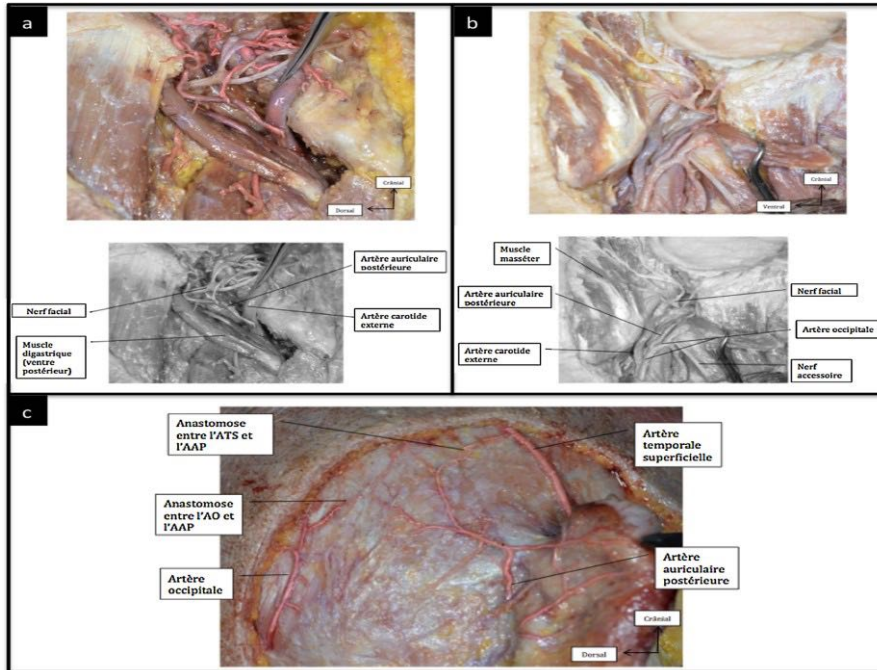 a
Crânial
Dorsal
Artère auriculaire
postérieure
Nerf facial
Artère carotide
externe
Muscle
digastrique
(ventre
postérieur)
b
Crânial
Ventral
Muscle
masséter
Nerf facial
Artère auriculaire
postérieure
Artère occipitale
Artère carotide
externe
Nerf
accessoire
c
Anastomose
entre l'ATS et
l'AAP
Artère
temporale
superficielle
Anastomose
entre l'AO et
l'AAP
Artère
occipitale
Artère
auriculaire
postérieure
Crânial
Dorsal